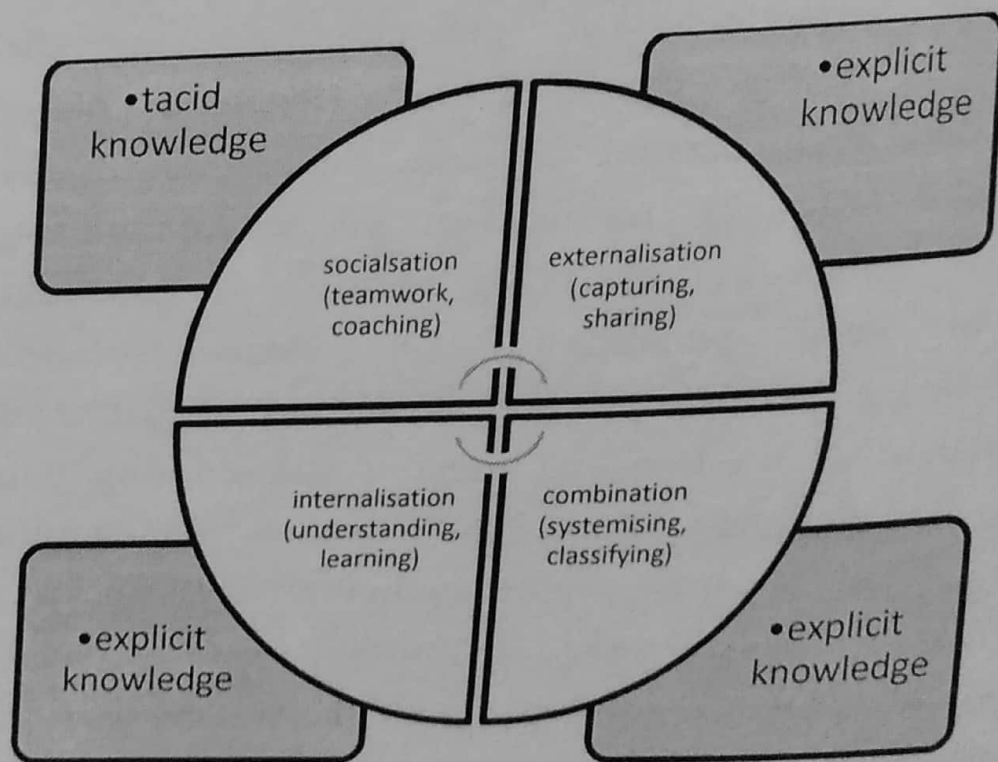 •tacid
knowledge
•explicit
knowledge
socialsation
(teamwork,
coaching)
externalisation
(capturing,
sharing)
internalisation
(understanding,
learning)
combination
(systemising,
classifying)
•explicit
knowledge
•explicit
knowledge